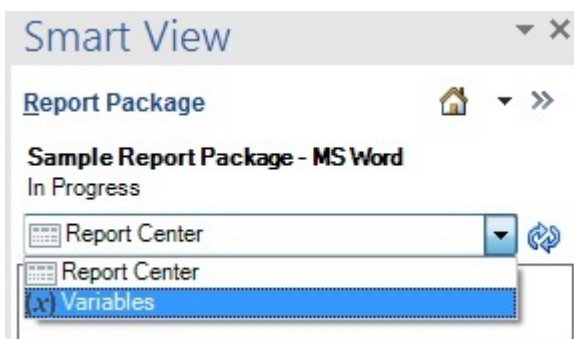 Smart View
Report Package
Sample Report Package - MS Word
In Progress
Report Center
Report Center
(x) Variables